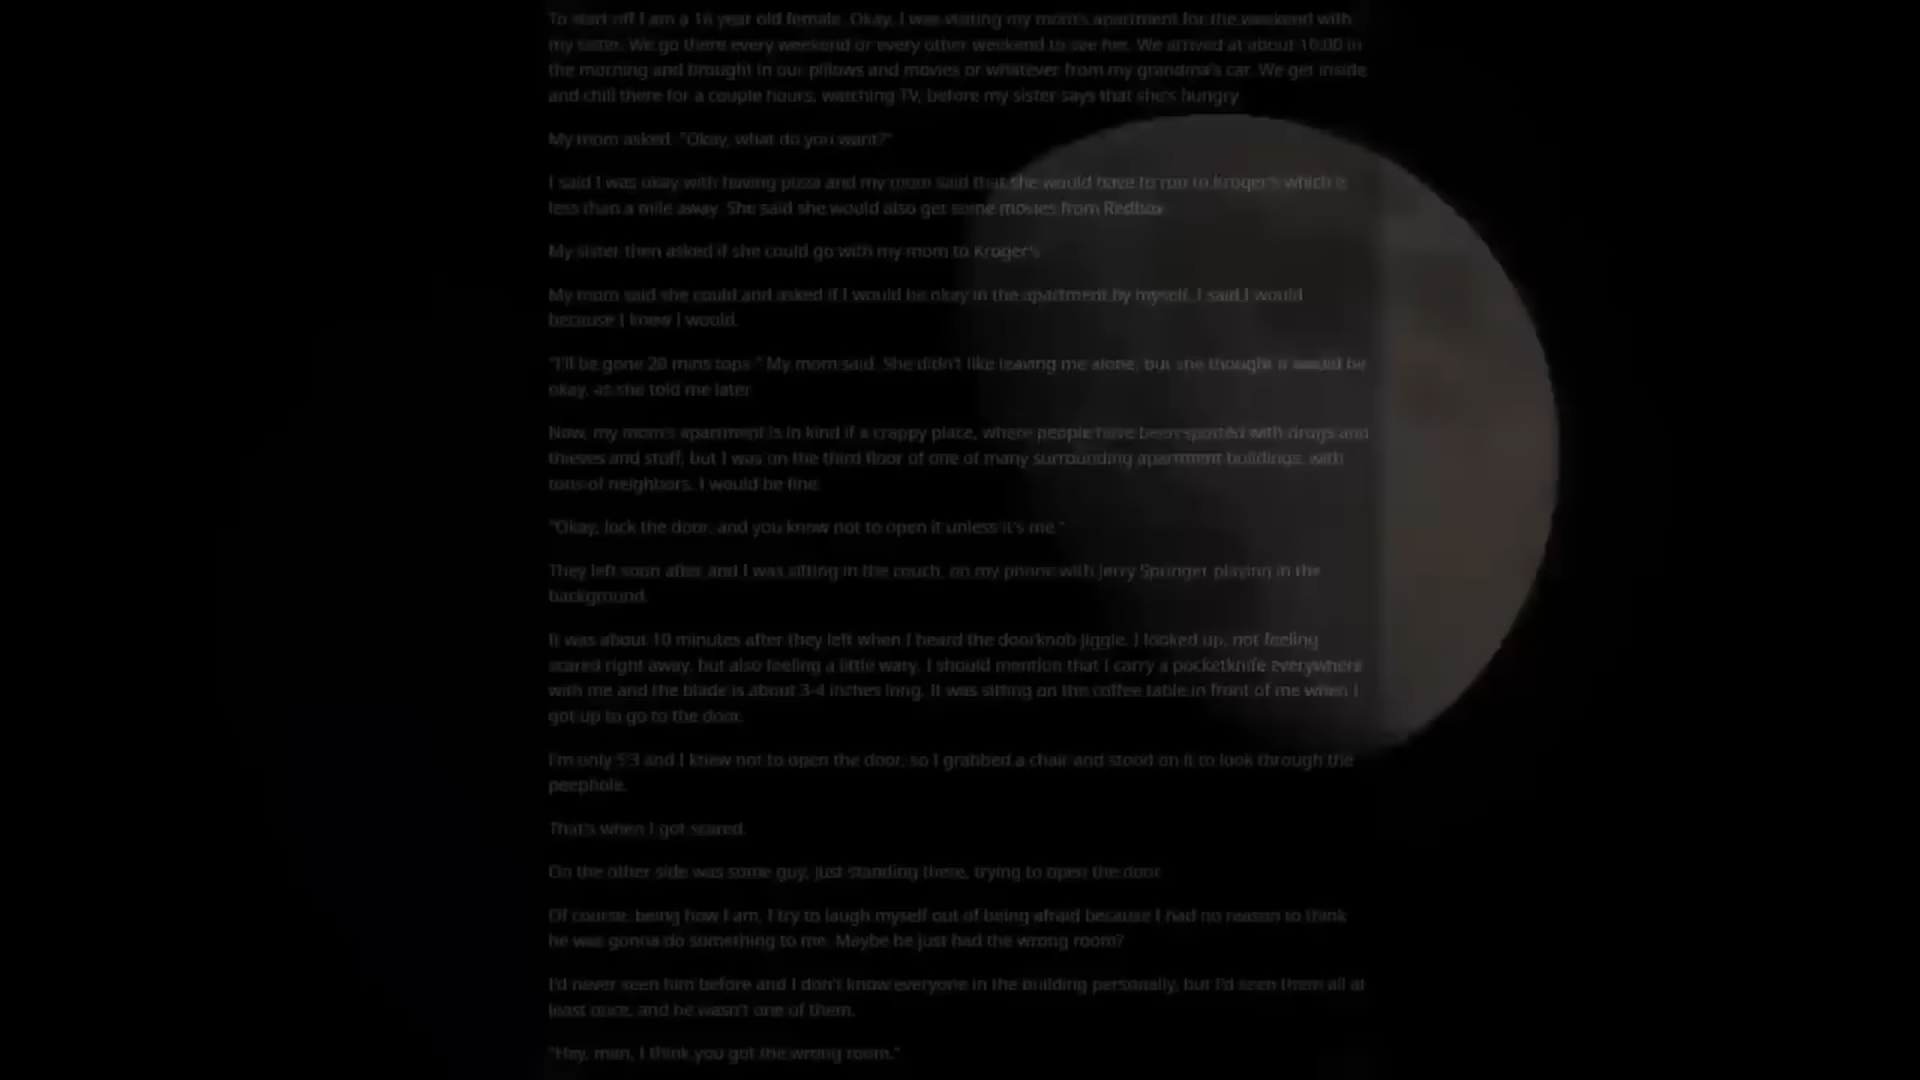 To start off I am a 16 year old female. Okay, I was visiting my mom's apartment for the weekend with
my sister. We go there every weekend or every other weekend to see her. We arrived at about 10:00 in
the morning and brought in our pillows and movies or whatever from my grandma's car. We get inside
and chill there for a couple hours, watching TV, before my sister says that she's hungry.
My mom asked, "Okay, what do you want?"
I said I was okay with having pizza and my mom said that she would have to run to Kroger's which is
less than a mile away. She said she would also get some movies from Redbox.
My sister then asked if she could go with my mom to Kroger's.
My mom said she could and asked if I would be okay in the apartment by myself. I said I would
because I knew I would.
"I'll be gone 20 mins tops." My mom said. She didn't like leaving me alone, but she thought it would be
okay, as she told me later.
Now, my mom's apartment is in kind if a crappy place, where people have been spotted with drugs and
thieves and stuff, but I was on the third floor of one of many surrounding apartment buildings, with
tons of neighbors. I would be fine.
"Okay, lock the door, and you know not to open it unless it's me."
They left soon after and I was sitting in the couch, on my phone with Jerry Springer playing in the
background.
It was about 10 minutes after they left when I heard the doorknob jiggle. I looked up, not feeling
scared right away, but also feeling a little wary. I should mention that I carry a pocketknife everywhere
with me and the blade is about 3-4 inches long. It was sitting on the coffee table in front of me when I
got up to go to the door.
I'm only 5'3 and I knew not to open the door, so I grabbed a chair and stood on it to look through the
peephole.
That's when I got scared.
On the other side was some guy, just standing there, trying to open the door.
Of course, being how I am, I try to laugh myself out of being afraid because I had no reason to think
he was gonna do something to me. Maybe he just had the wrong room?
I'd never seen him before and I don't know everyone in the building personally, but I'd seen them all at
least once, and he wasn't one of them.
"Hey, man, I think you got the wrong room."